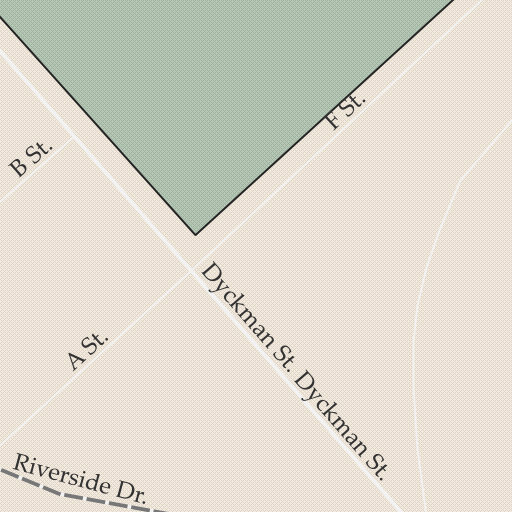 F St.
B St.
Dyckman St. Dyckman St.
A St.
Riverside Dr.